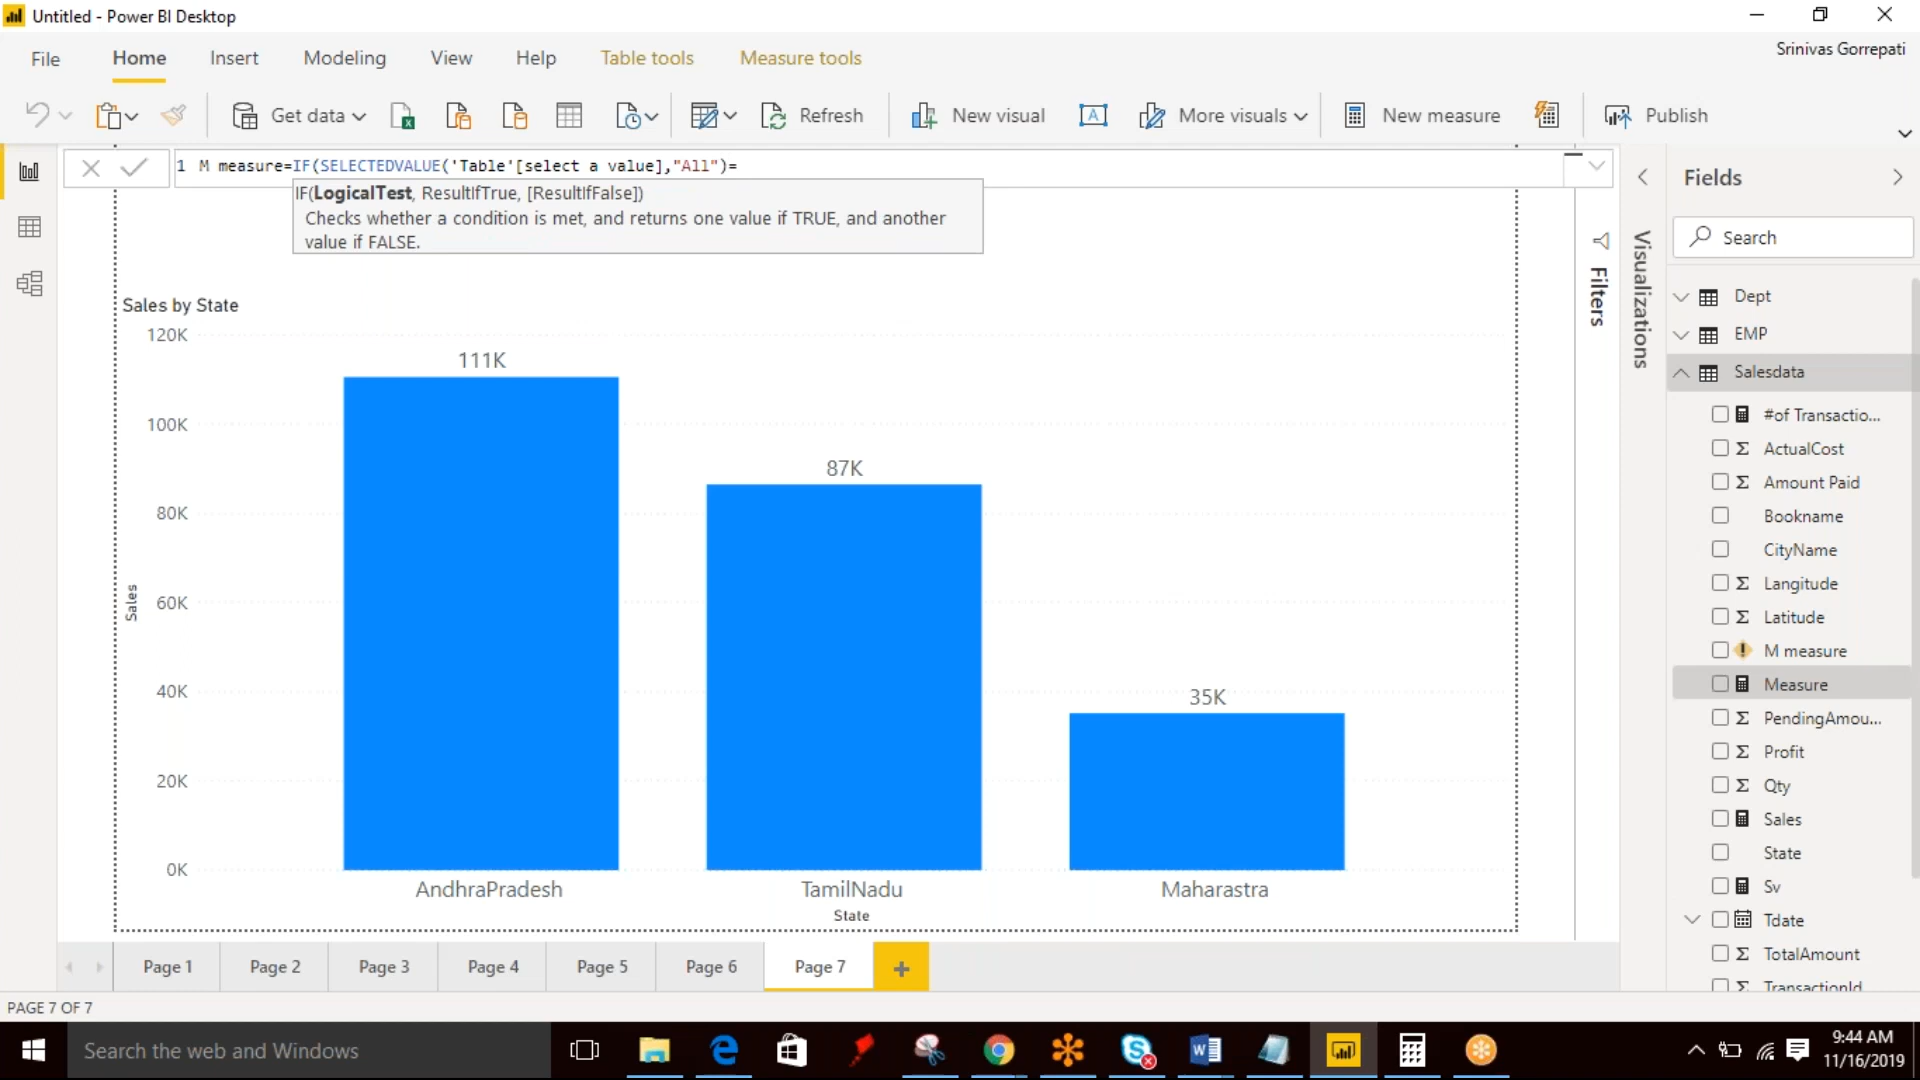 Untitled - Power BI Desktop
Srinivas Gorrepati
File Home Insert Modeling View Help Table tools Measure tools
Get data Refresh New visual More visuals New measure Publish
1 M measure=IF(SELECTEDVALUE('Table'[select a value],"All")=
IF(LogicalTest, ResultIfTrue, [ResultIfFalse])
Checks whether a condition is met, and returns one value if TRUE, and another
value if FALSE.
Sales by State
120K
100K
80K
60K
40K
20K
0K
Sales
111K
87K
35K
AndhraPradesh TamilNadu Maharastra
State
Filters
Visualizations
Fields
Search
Dept
EMP
Salesdata
#of Transactio...
ActualCost
Amount Paid
Bookname
CityName
Langitude
Latitude
M measure
Measure
PendingAmou...
Profit
Qty
Sales
State
Sv
Tdate
TotalAmount
TransactionId
Page 1 Page 2 Page 3 Page 4 Page 5 Page 6 Page 7
PAGE 7 OF 7
Search the web and Windows
9:44 AM
11/16/2019